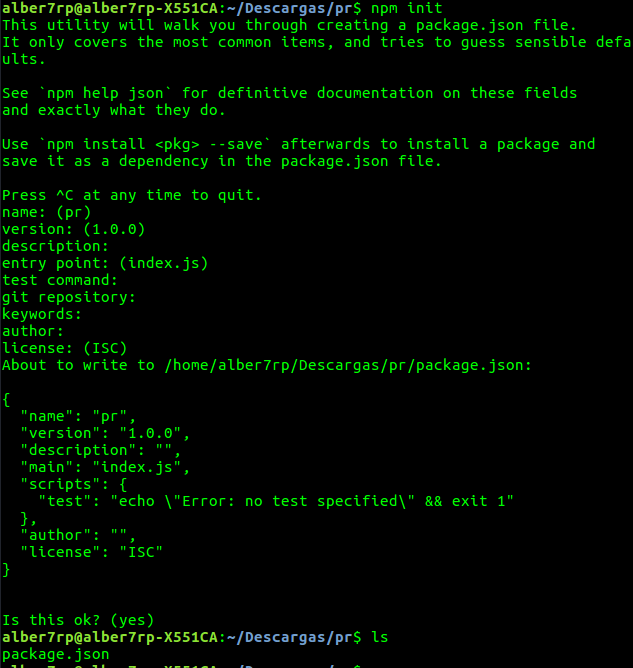 alber7rp@alber7rp-X551CA:~/Descargas/pr$ npm init
This utility will walk you through creating a package.json file.
It only covers the most common items, and tries to guess sensible defa
ults.

See `npm help json` for definitive documentation on these fields
and exactly what they do.

Use `npm install <pkg> --save` afterwards to install a package and
save it as a dependency in the package.json file.

Press ^C at any time to quit.
name: (pr)
version: (1.0.0)
description:
entry point: (index.js)
test command:
git repository:
keywords:
author:
license: (ISC)
About to write to /home/alber7rp/Descargas/pr/package.json:

{
  "name": "pr",
  "version": "1.0.0",
  "description": "",
  "main": "index.js",
  "scripts": {
    "test": "echo \"Error: no test specified\" && exit 1"
  },
  "author": "",
  "license": "ISC"
}


Is this ok? (yes)
alber7rp@alber7rp-X551CA:~/Descargas/pr$ ls
package.json